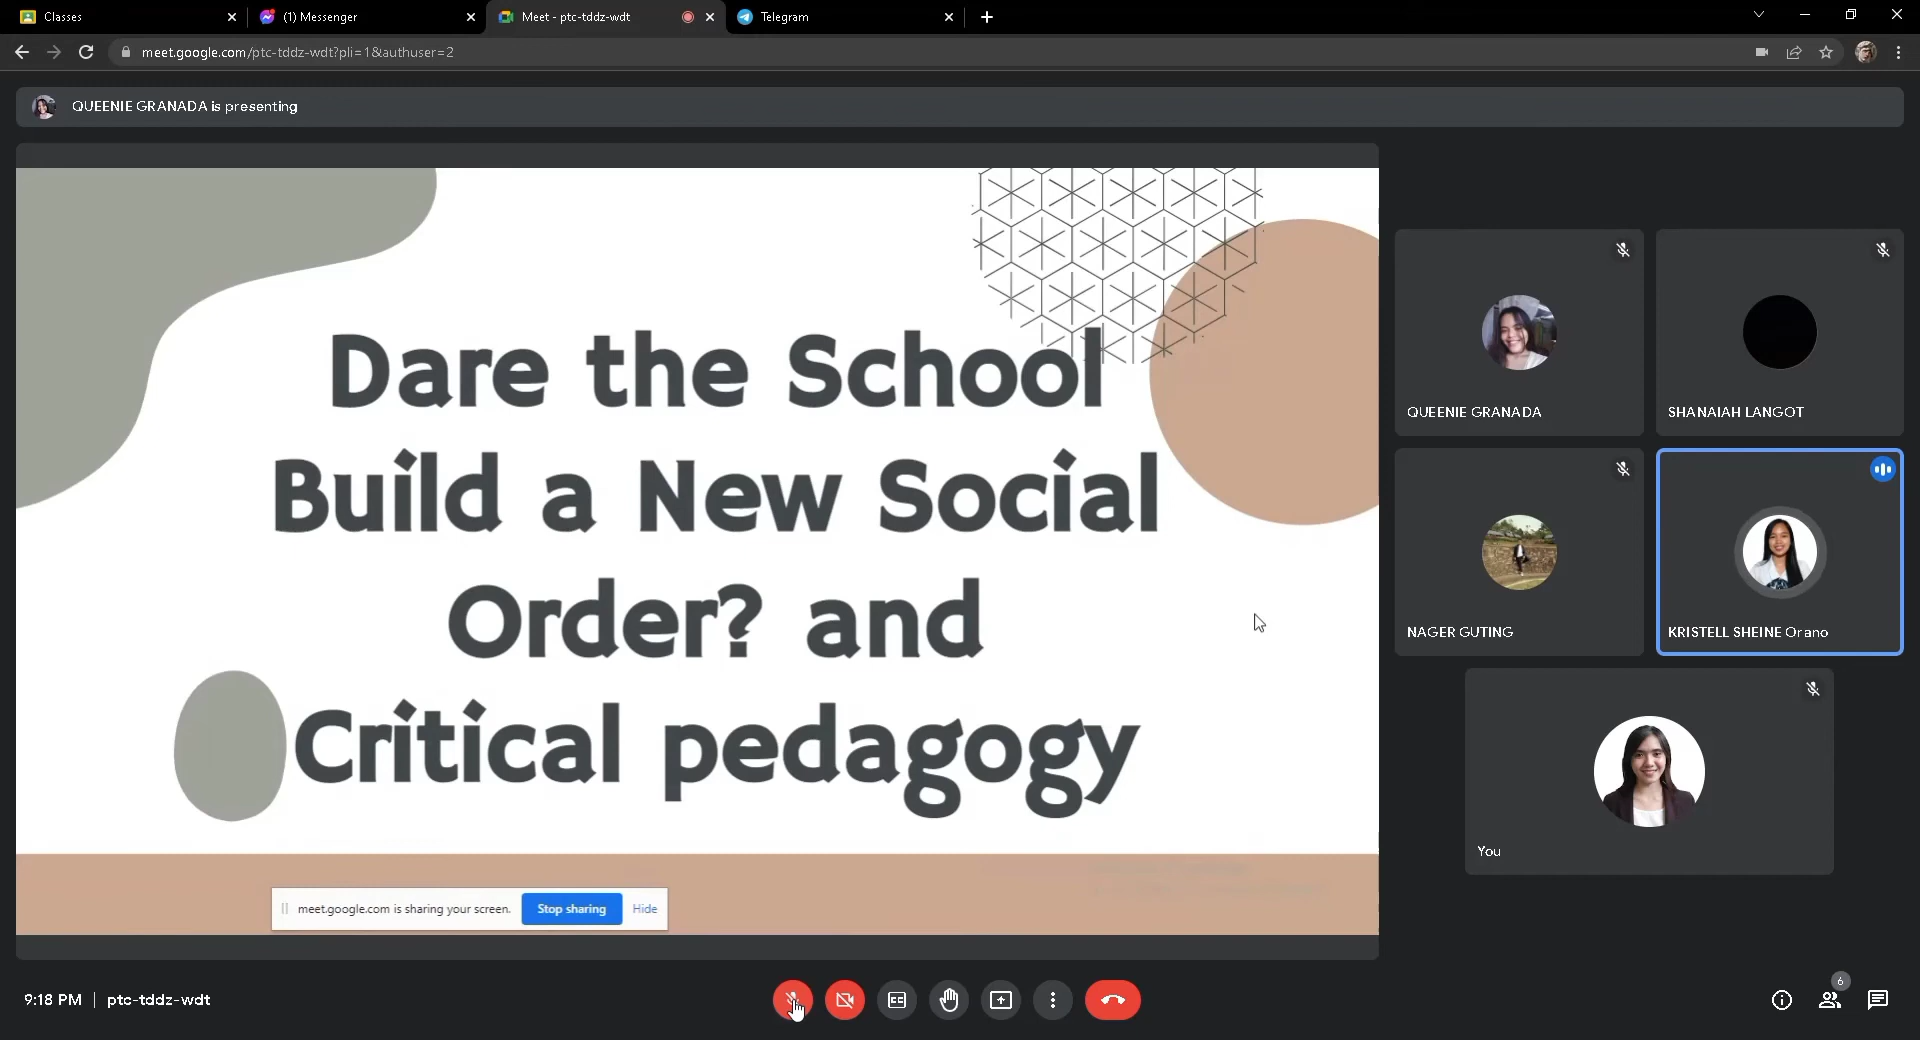 Classes
(1) Messenger
Meet - ptc-tddz-wdt
Telegram
meet.google.com/ptc-tddz-wdt?pli=1&authuser=2
QUEENIE GRANADA is presenting
Dare the School
Build a New Social
Order? and
Critical pedagogy
meet.google.com is sharing your screen.
Stop sharing
Hide
QUEENIE GRANADA
SHANAIAH LANGOT
NAGER GUTING
KRISTELL SHEINE Orano
You
9:18 PM | ptc-tddz-wdt
6